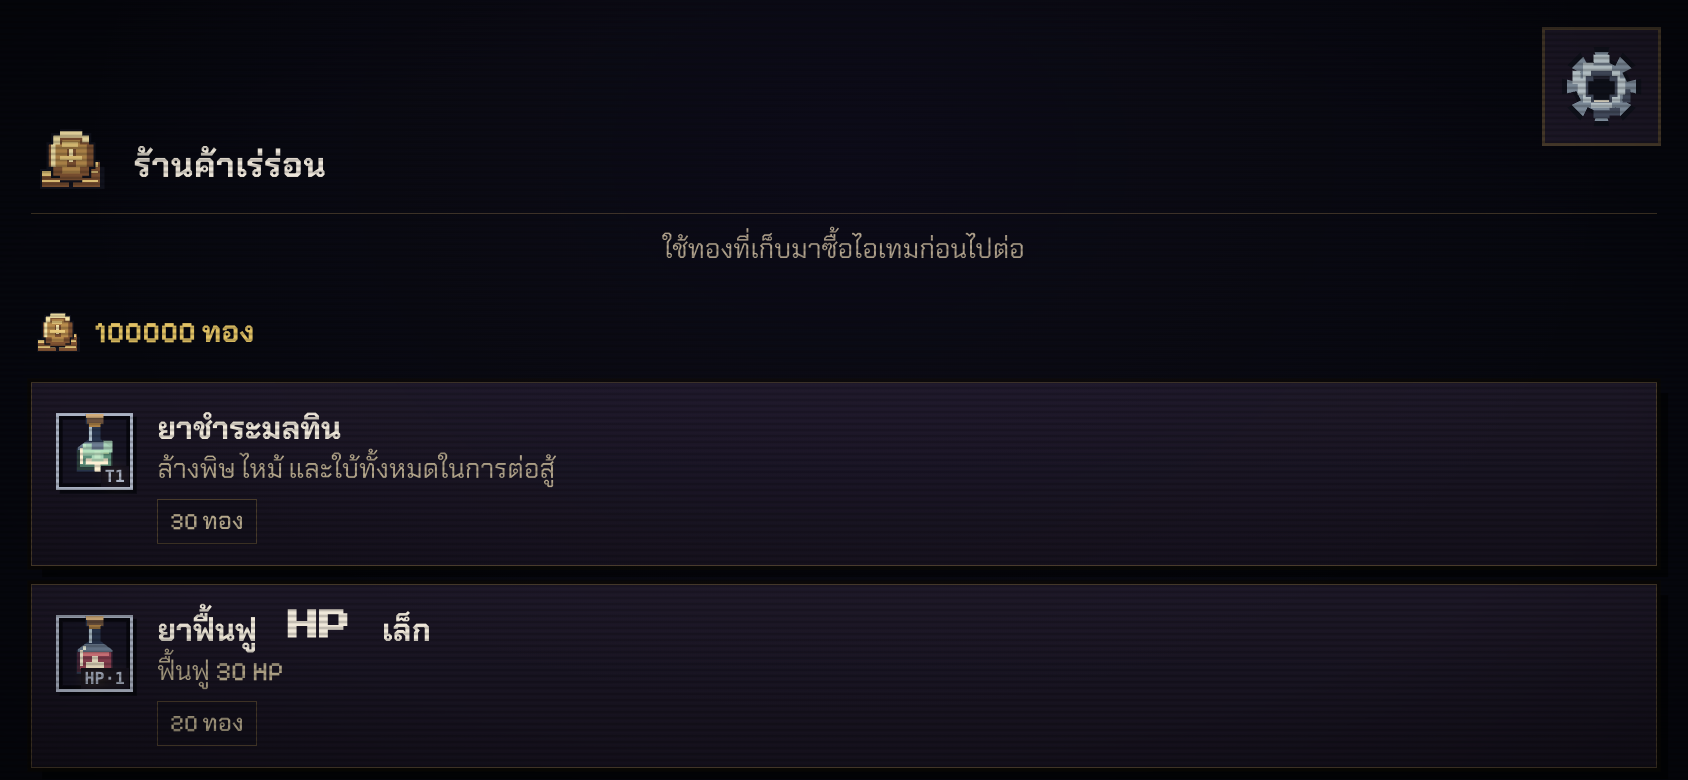 ร้านค้าเร่ร่อน
ใช้ทองที่เก็บมาซื้อไอเทมก่อนไปต่อ
100000 ทอง
ยาชำระมลทิน
T1
ล้างพิษ ไหม้ และใบ้ทั้งหมดในการต่อสู้
30 ทอง
ยาฟื้นฟู HP เล็ก
HP·1
ฟื้นฟู 30 HP
20 ทอง